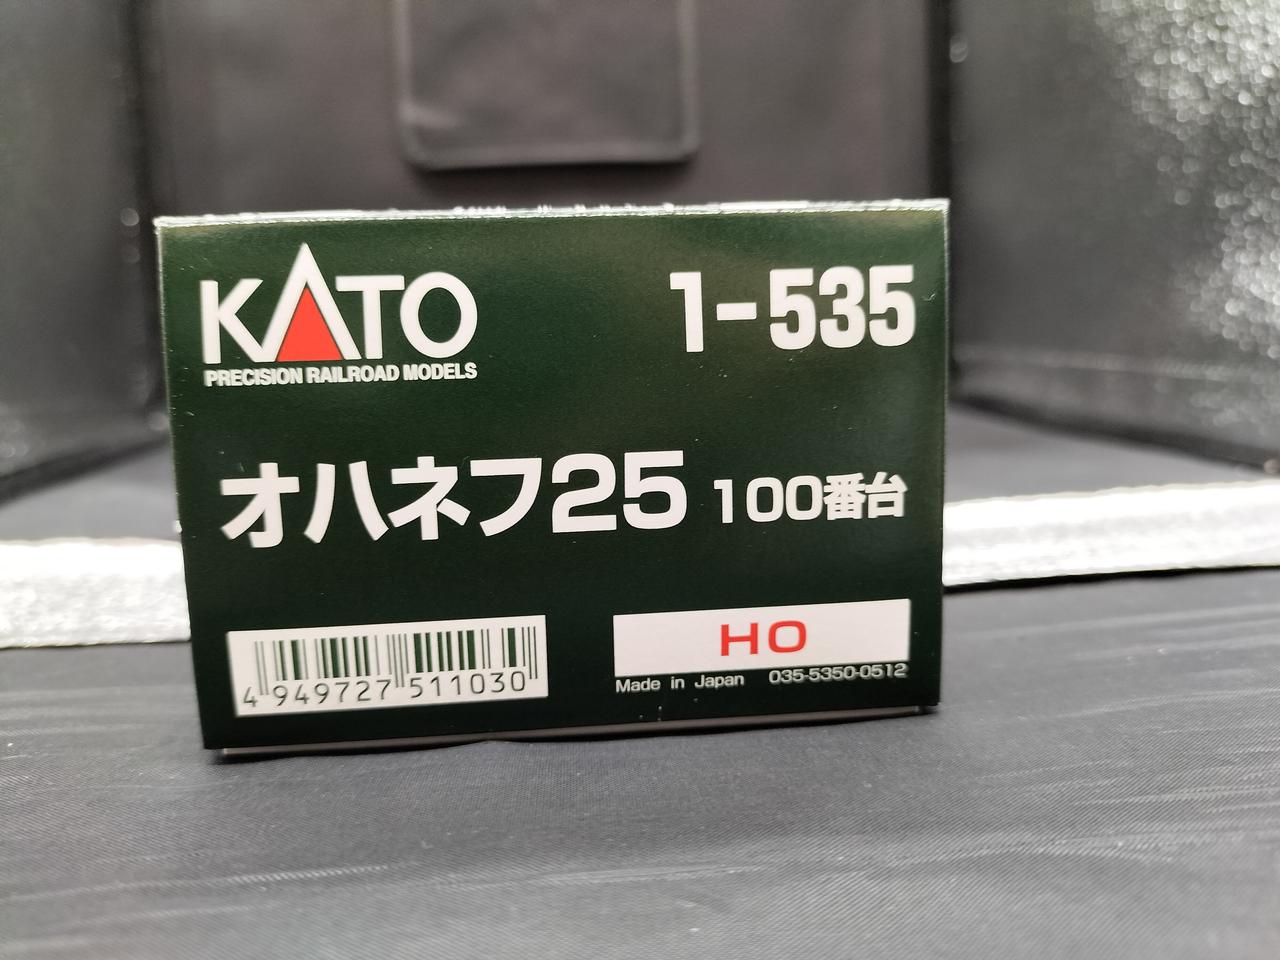 KATO
PRECISION RAILROAD MODELS
1-535
オハネフ25 100番台
4 949727 511030
HO
Made in Japan 035-5350-0512